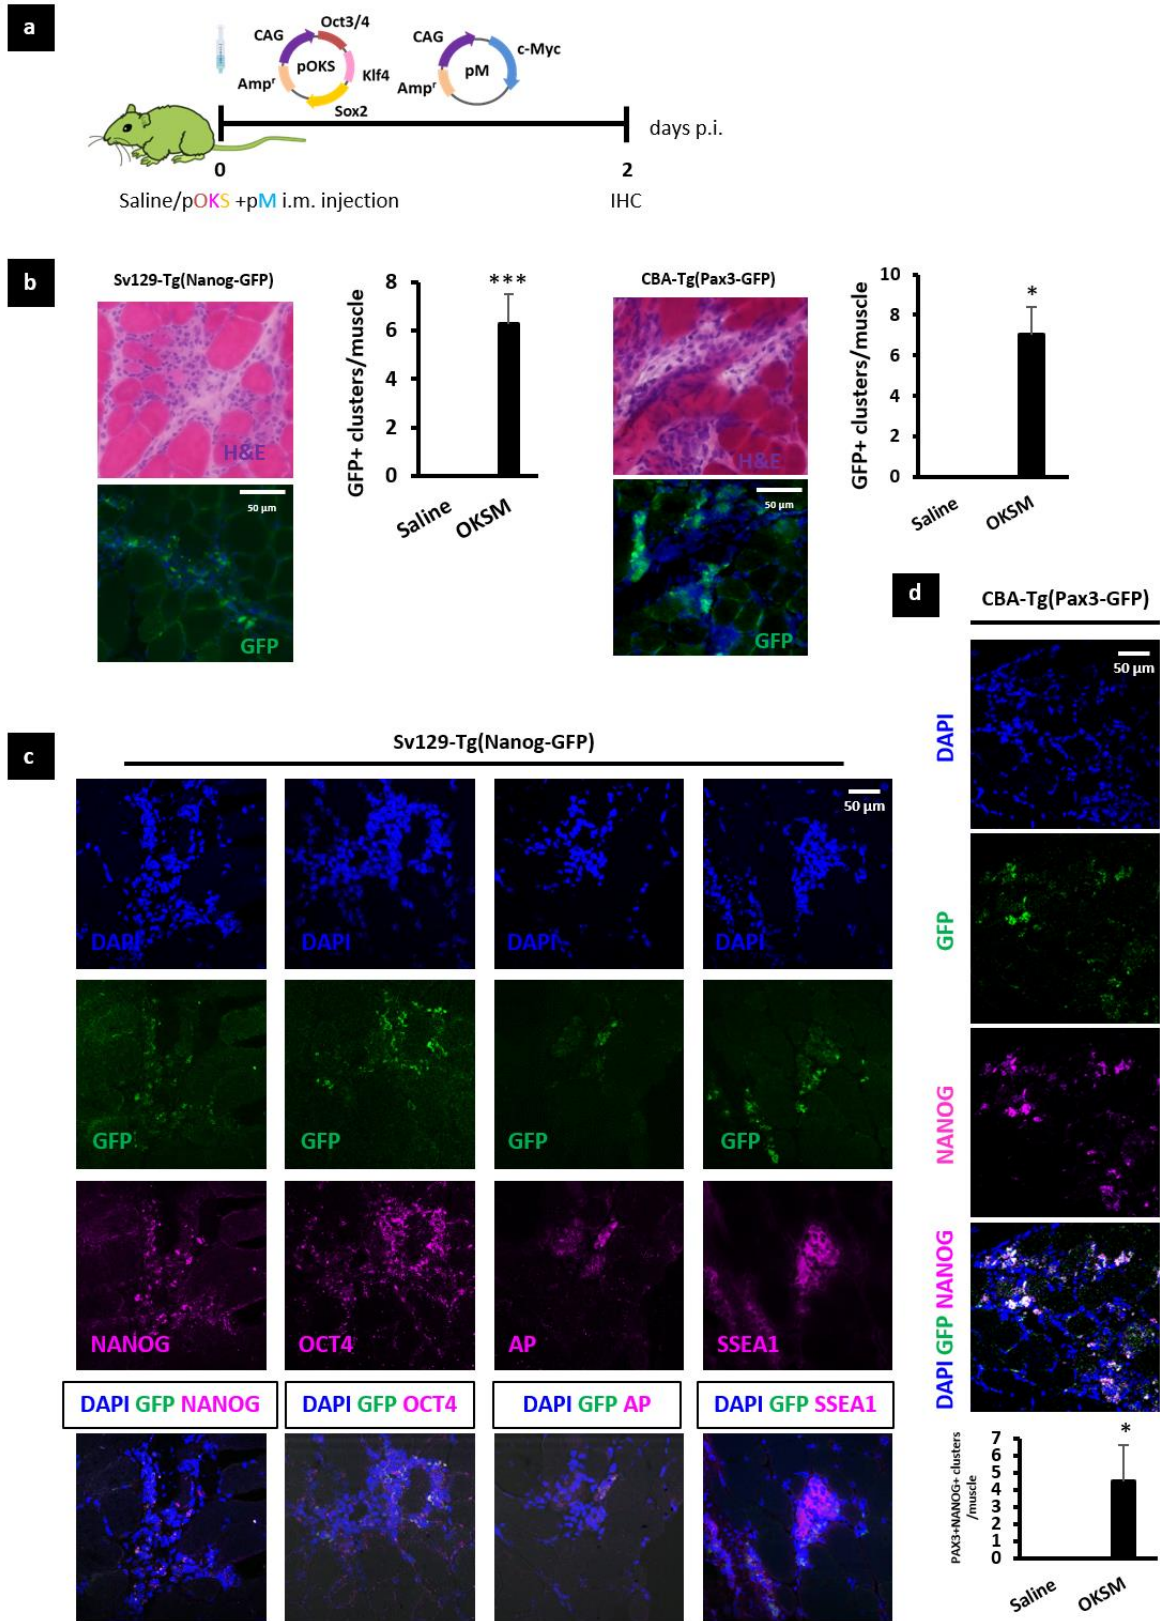 a
Oct3/4
CAG
pOKS
Klf4
Ampʳ
Sox2
CAG
c-Myc
pM
Ampʳ
days p.i.
0
2
Saline/pOKS +pM i.m. injection
IHC
b
Sv129-Tg(Nanog-GFP)
H&E
50 µm
GFP
GFP+ clusters/muscle
8
6
4
2
0
***
Saline
OKSM
CBA-Tg(Pax3-GFP)
H&E
50 µm
GFP
GFP+ clusters/muscle
10
8
6
4
2
0
*
Saline
OKSM
c
Sv129-Tg(Nanog-GFP)
50 µm
DAPI
DAPI
DAPI
DAPI
GFP
GFP
GFP
GFP
NANOG
OCT4
AP
SSEA1
DAPI GFP NANOG
DAPI GFP OCT4
DAPI GFP AP
DAPI GFP SSEA1
d
CBA-Tg(Pax3-GFP)
50 µm
DAPI
GFP
NANOG
DAPI GFP NANOG
PAX3+NANOG+ clusters
/muscle
7
6
5
4
3
2
1
0
*
Saline
OKSM